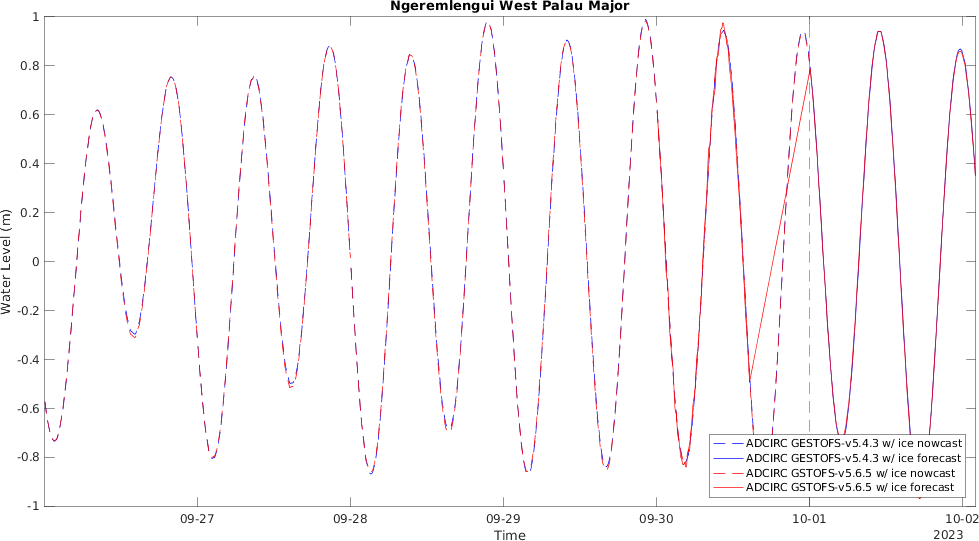 Ngeremlengui West Palau Major
1
0.8
0.6
0.4
0.2
0
-0.2
-0.4
-0.6
-0.8
-1
Water Level (m)
ADCIRC GESTOFS-v5.4.3 w/ ice nowcast
ADCIRC GESTOFS-v5.4.3 w/ ice forecast
ADCIRC GSTOFS-v5.6.5 w/ ice nowcast
ADCIRC GSTOFS-v5.6.5 w/ ice forecast
09-27 09-28 09-29 09-30 10-01 10-02
Time 2023